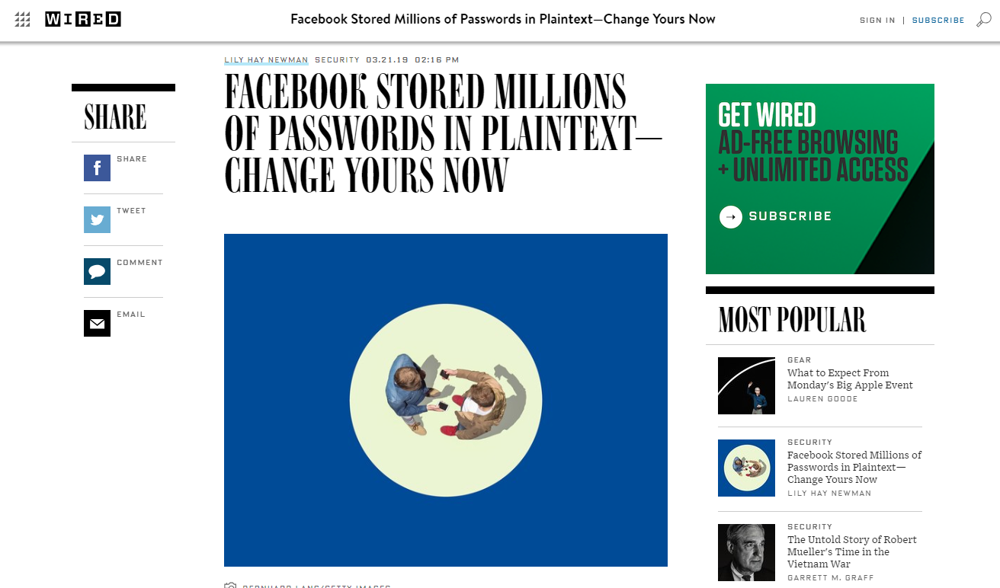 WIRED
Facebook Stored Millions of Passwords in Plaintext—Change Yours Now
SIGN IN | SUBSCRIBE
LILY HAY NEWMAN SECURITY 03.21.19 02:16 PM
FACEBOOK STORED MILLIONS
OF PASSWORDS IN PLAINTEXT—
CHANGE YOURS NOW
SHARE
SHARE
TWEET
COMMENT
EMAIL
BERNHARD LANG/GETTY IMAGES
GET WIRED
AD-FREE BROWSING
+ UNLIMITED ACCESS
SUBSCRIBE
MOST POPULAR
GEAR
What to Expect From
Monday's Big Apple Event
LAUREN GOODE
SECURITY
Facebook Stored Millions of
Passwords in Plaintext—
Change Yours Now
LILY HAY NEWMAN
SECURITY
The Untold Story of Robert
Mueller's Time in the
Vietnam War
GARRETT M. GRAFF